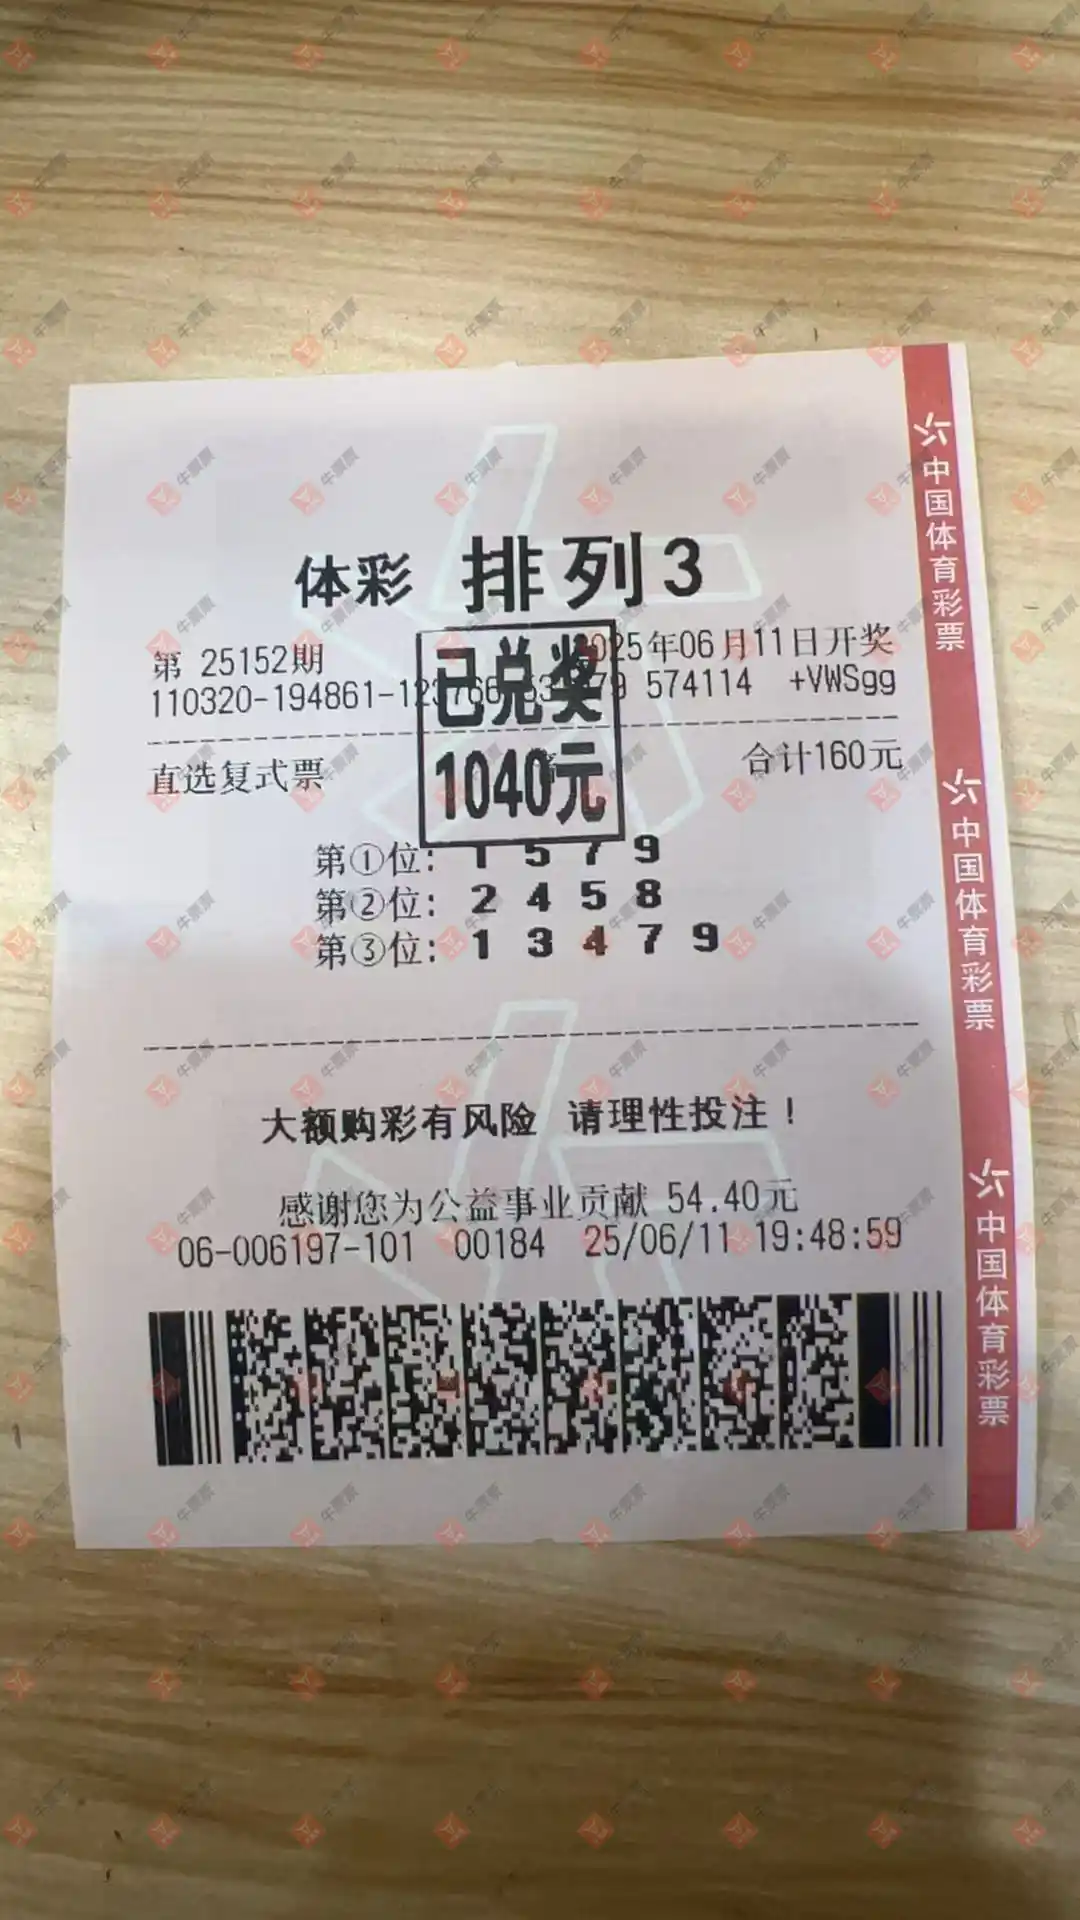 体彩 排列3
第 25152期
2025年06月11日开奖
110320-194861-
574114 +VWSgg
已兑奖
1040元
直选复式票
合计160元
第①位: 1 5 7 9
第②位: 2 4 5 8
第③位: 1 3 4 7 9
大额购彩有风险 请理性投注！
感谢您为公益事业贡献 54.40元
06-006197-101 00184 25/06/11 19:48:59
中国体育彩票
中国体育彩票
中国体育彩票
牛票票